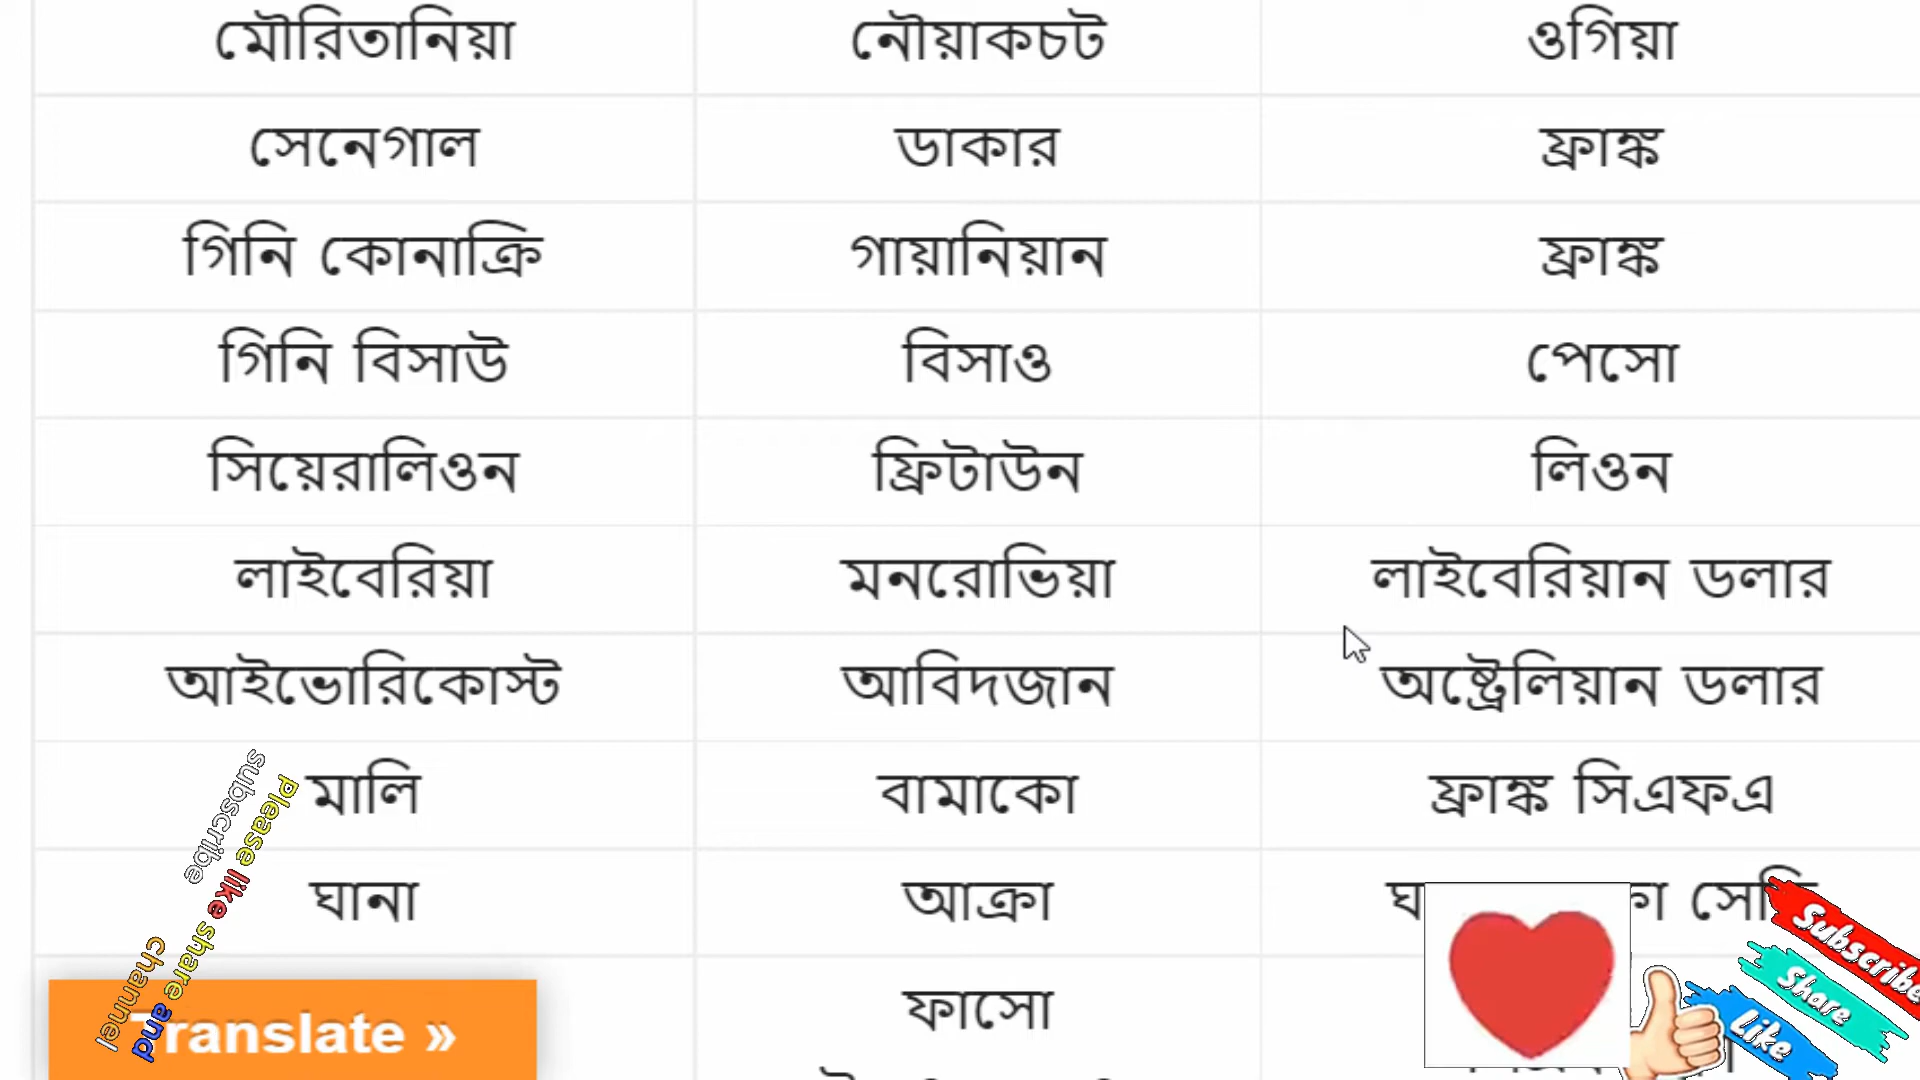 মৌরিতানিয়া নৌয়াকচট ওগিয়া
সেনেগাল ডাকার ফ্রাঙ্ক
গিনি কোনাক্রি গায়ানিয়ান ফ্রাঙ্ক
গিনি বিসাউ বিসাও পেসো
সিয়েরালিওন ফ্রিটাউন লিওন
লাইবেরিয়া মনরোভিয়া লাইবেরিয়ান ডলার
আইভোরিকোস্ট আবিদজান অষ্ট্রেলিয়ান ডলার
মালি বামাকো ফ্রাঙ্ক সিএফএ
ঘানা আক্রা
ফাসো
Please like share and
subscribe
channel
Translate »
Subscribe
Share
Like